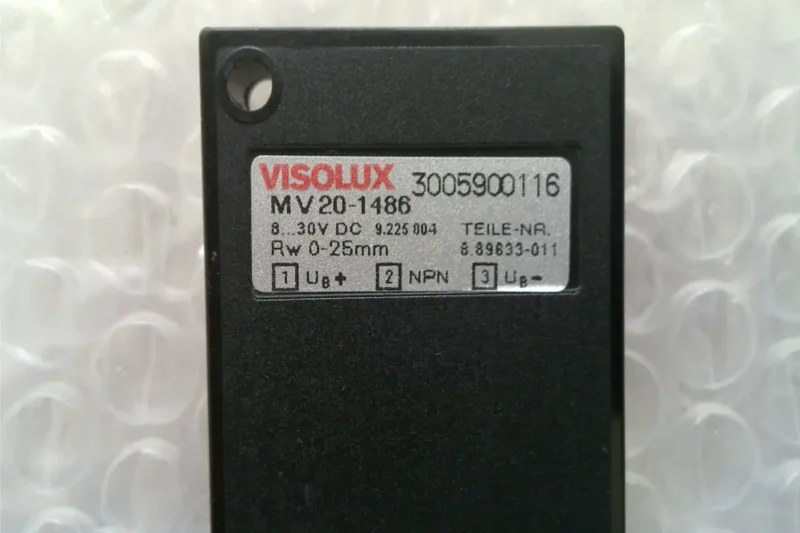 VISOLUX 3005900116
MV20-1486
8...30V DC 9.225 004 TEILE-NR.
Rw 0-25mm 8.89633-011
1 UB + 2 NPN 3 UB -